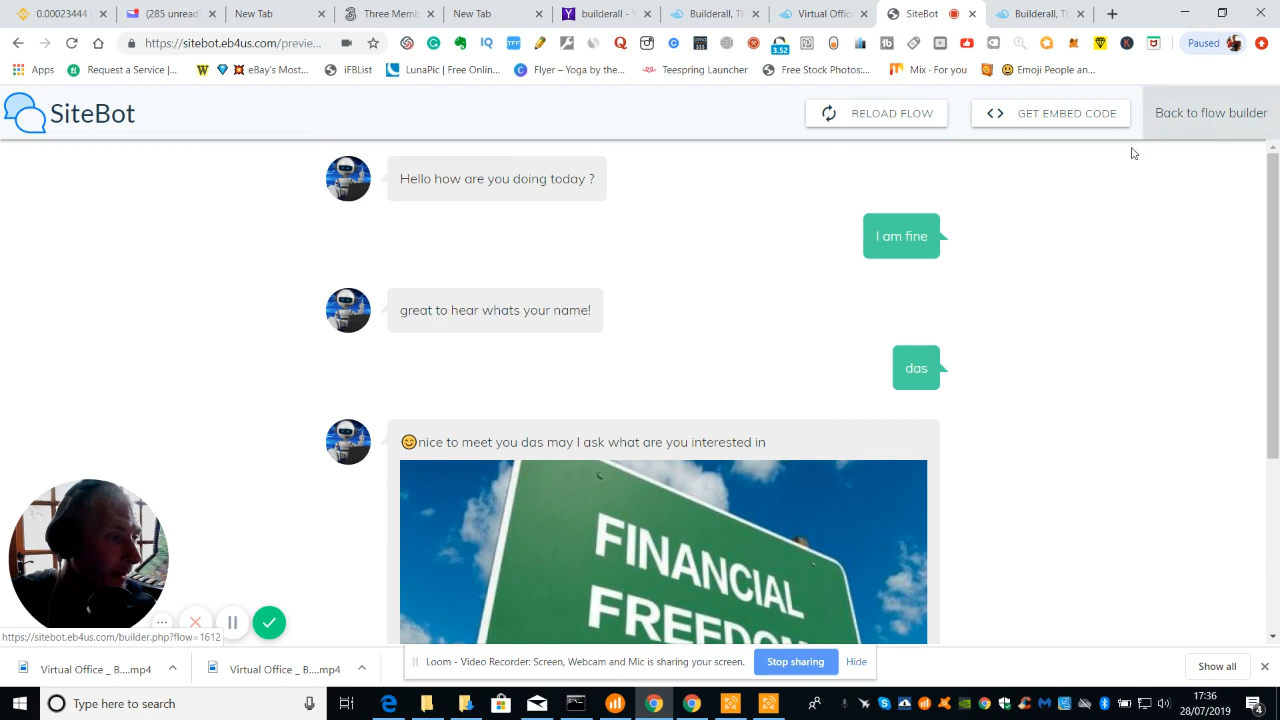 0.00023444
(285 unread)
New Tab
Three Memb
New Tab
builderall - Y
Builderall, Th
Virtual Office
SiteBot
Builderall, Th
https://sitebot.eb4us.com/previe...
3.52
Paused
Apps
Request a Service |...
eBay's Most...
iFBList
LunaPic | Free Onlin...
Flyer – Yoga by the...
Teespring Launcher
Free Stock Photos:...
Mix · For you
Emoji People an...
SiteBot
RELOAD FLOW
GET EMBED CODE
Back to flow builder
Hello how are you doing today ?
I am fine
great to hear whats your name!
das
😊nice to meet you das may I ask what are you interested in
FINANCIAL
FREEDOM
https://sitebot.eb4us.com/builder.php?flow=1612
Virtual Office _ B....mp4
Virtual Office _ B....mp4
Loom - Video Recorder: Screen, Webcam and Mic is sharing your screen.
Stop sharing
Hide
Show all
Type here to search
17:36
28/07/2019
4